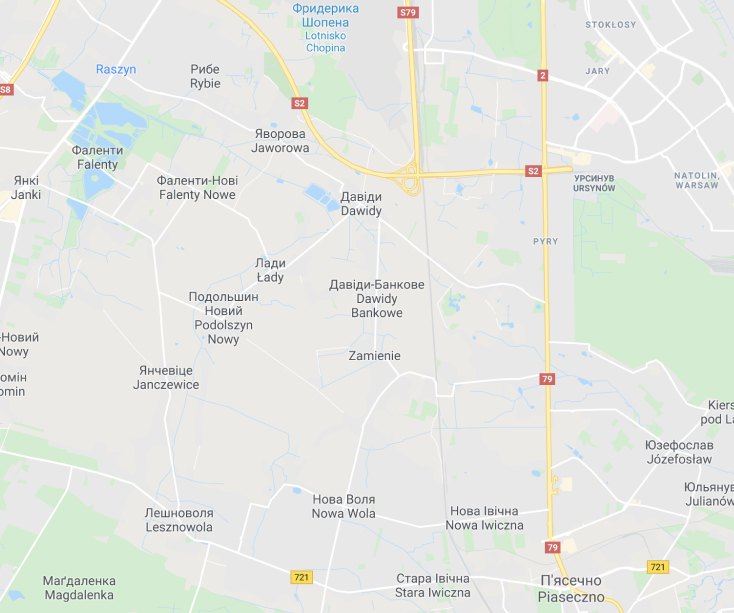 Фридерика
Шопена
Lotnisko
Chopina
S79
STOKŁOSY
Raszyn
Рибе
Rybie
2
JARY
S8
S2
Яворова
Jaworowa
Фаленти
Falenty
S2
УРСИНУВ
URSYNÓW
NATOLIN,
WARSAW
Янкі
Janki
Фаленти-Нові
Falenty Nowe
Давіди
Dawidy
PYRY
Лади
Łady
Подольшин
Новий
Podolszyn
Nowy
Давіди-Банкове
Dawidy
Bankowe
-Новий
Nowy
Zamienie
Янчевіце
Janczewice
79
омін
omin
Kiers
pod La
Юзефослав
Józefosław
Юльянув
Julianów
Лешноволя
Lesznowola
Нова Воля
Nowa Wola
Нова Івічна
Nowa Iwiczna
79
721
721
Маґдаленка
Magdalenka
Стара Івічна
Stara Iwiczna
П'ясечно
Piaseczno